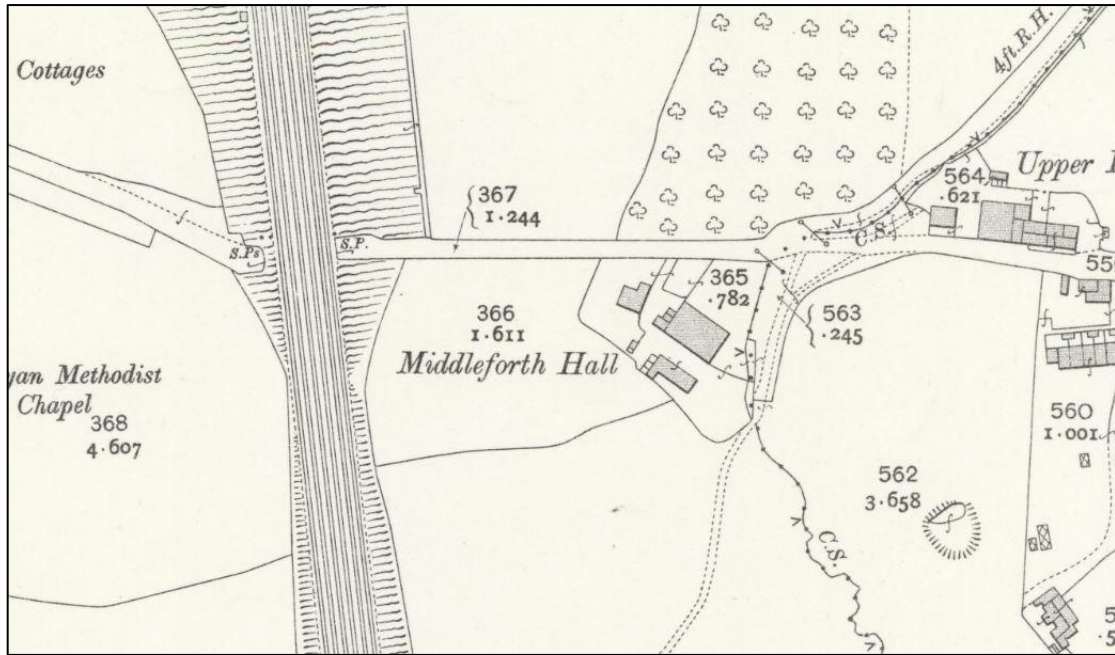 Cottages
4ft. R.H.
564
.621
Upper
367
1.244
S.P.
S.Ps
C.S.
365
.782
366
1.611
563
.245
Middleforth Hall
yan Methodist
Chapel
368
4.607
560
1.001
562
3.658
C.S.